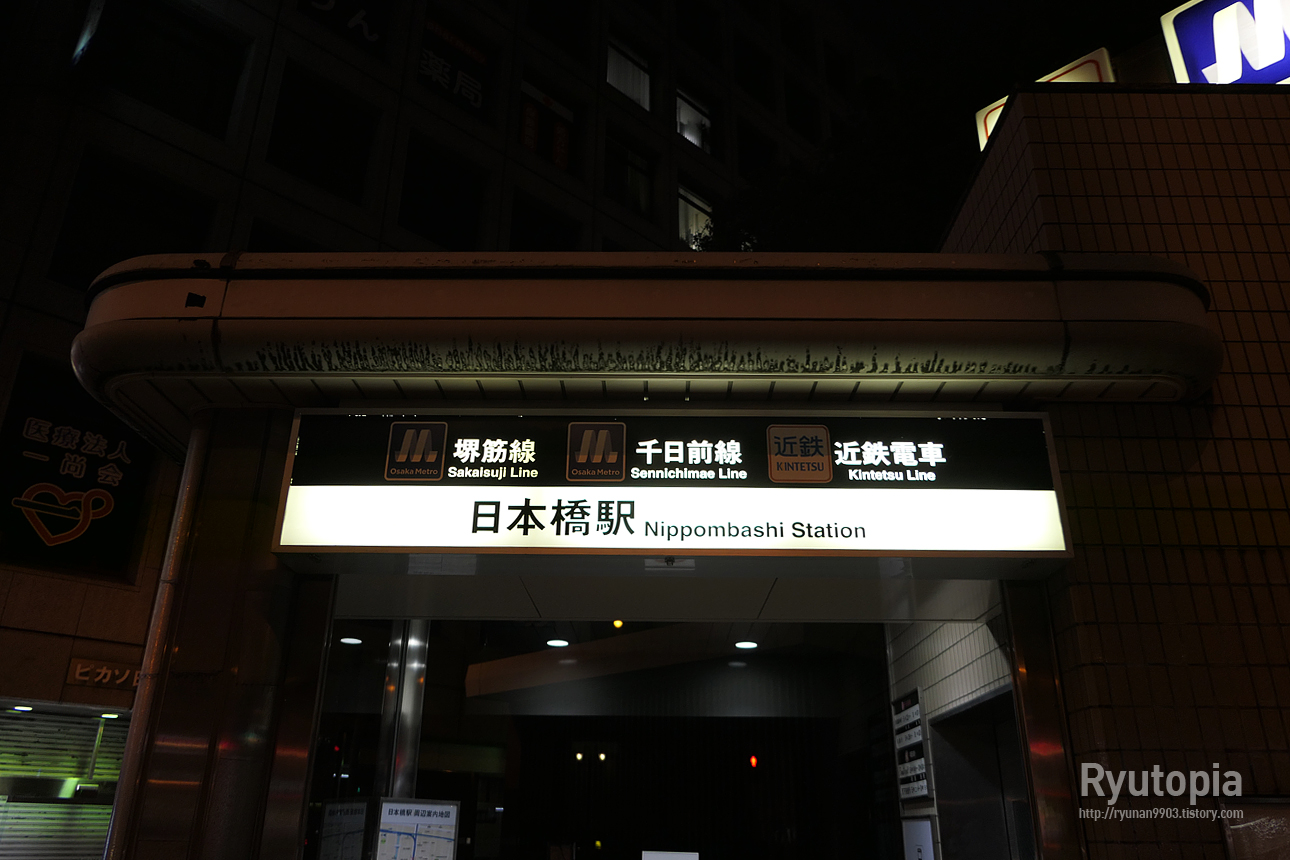 薬局
Osaka Metro
堺筋線
Sakaisuji Line
Osaka Metro
千日前線
Sennichimae Line
近鉄
KINTETSU
近鉄電車
Kintetsu Line
日本橋駅 Nippombashi Station
医療法人
一尚会
ピカソ
日本橋駅 周辺案内地図
Ryutopia
http://ryunan9903.tistory.com